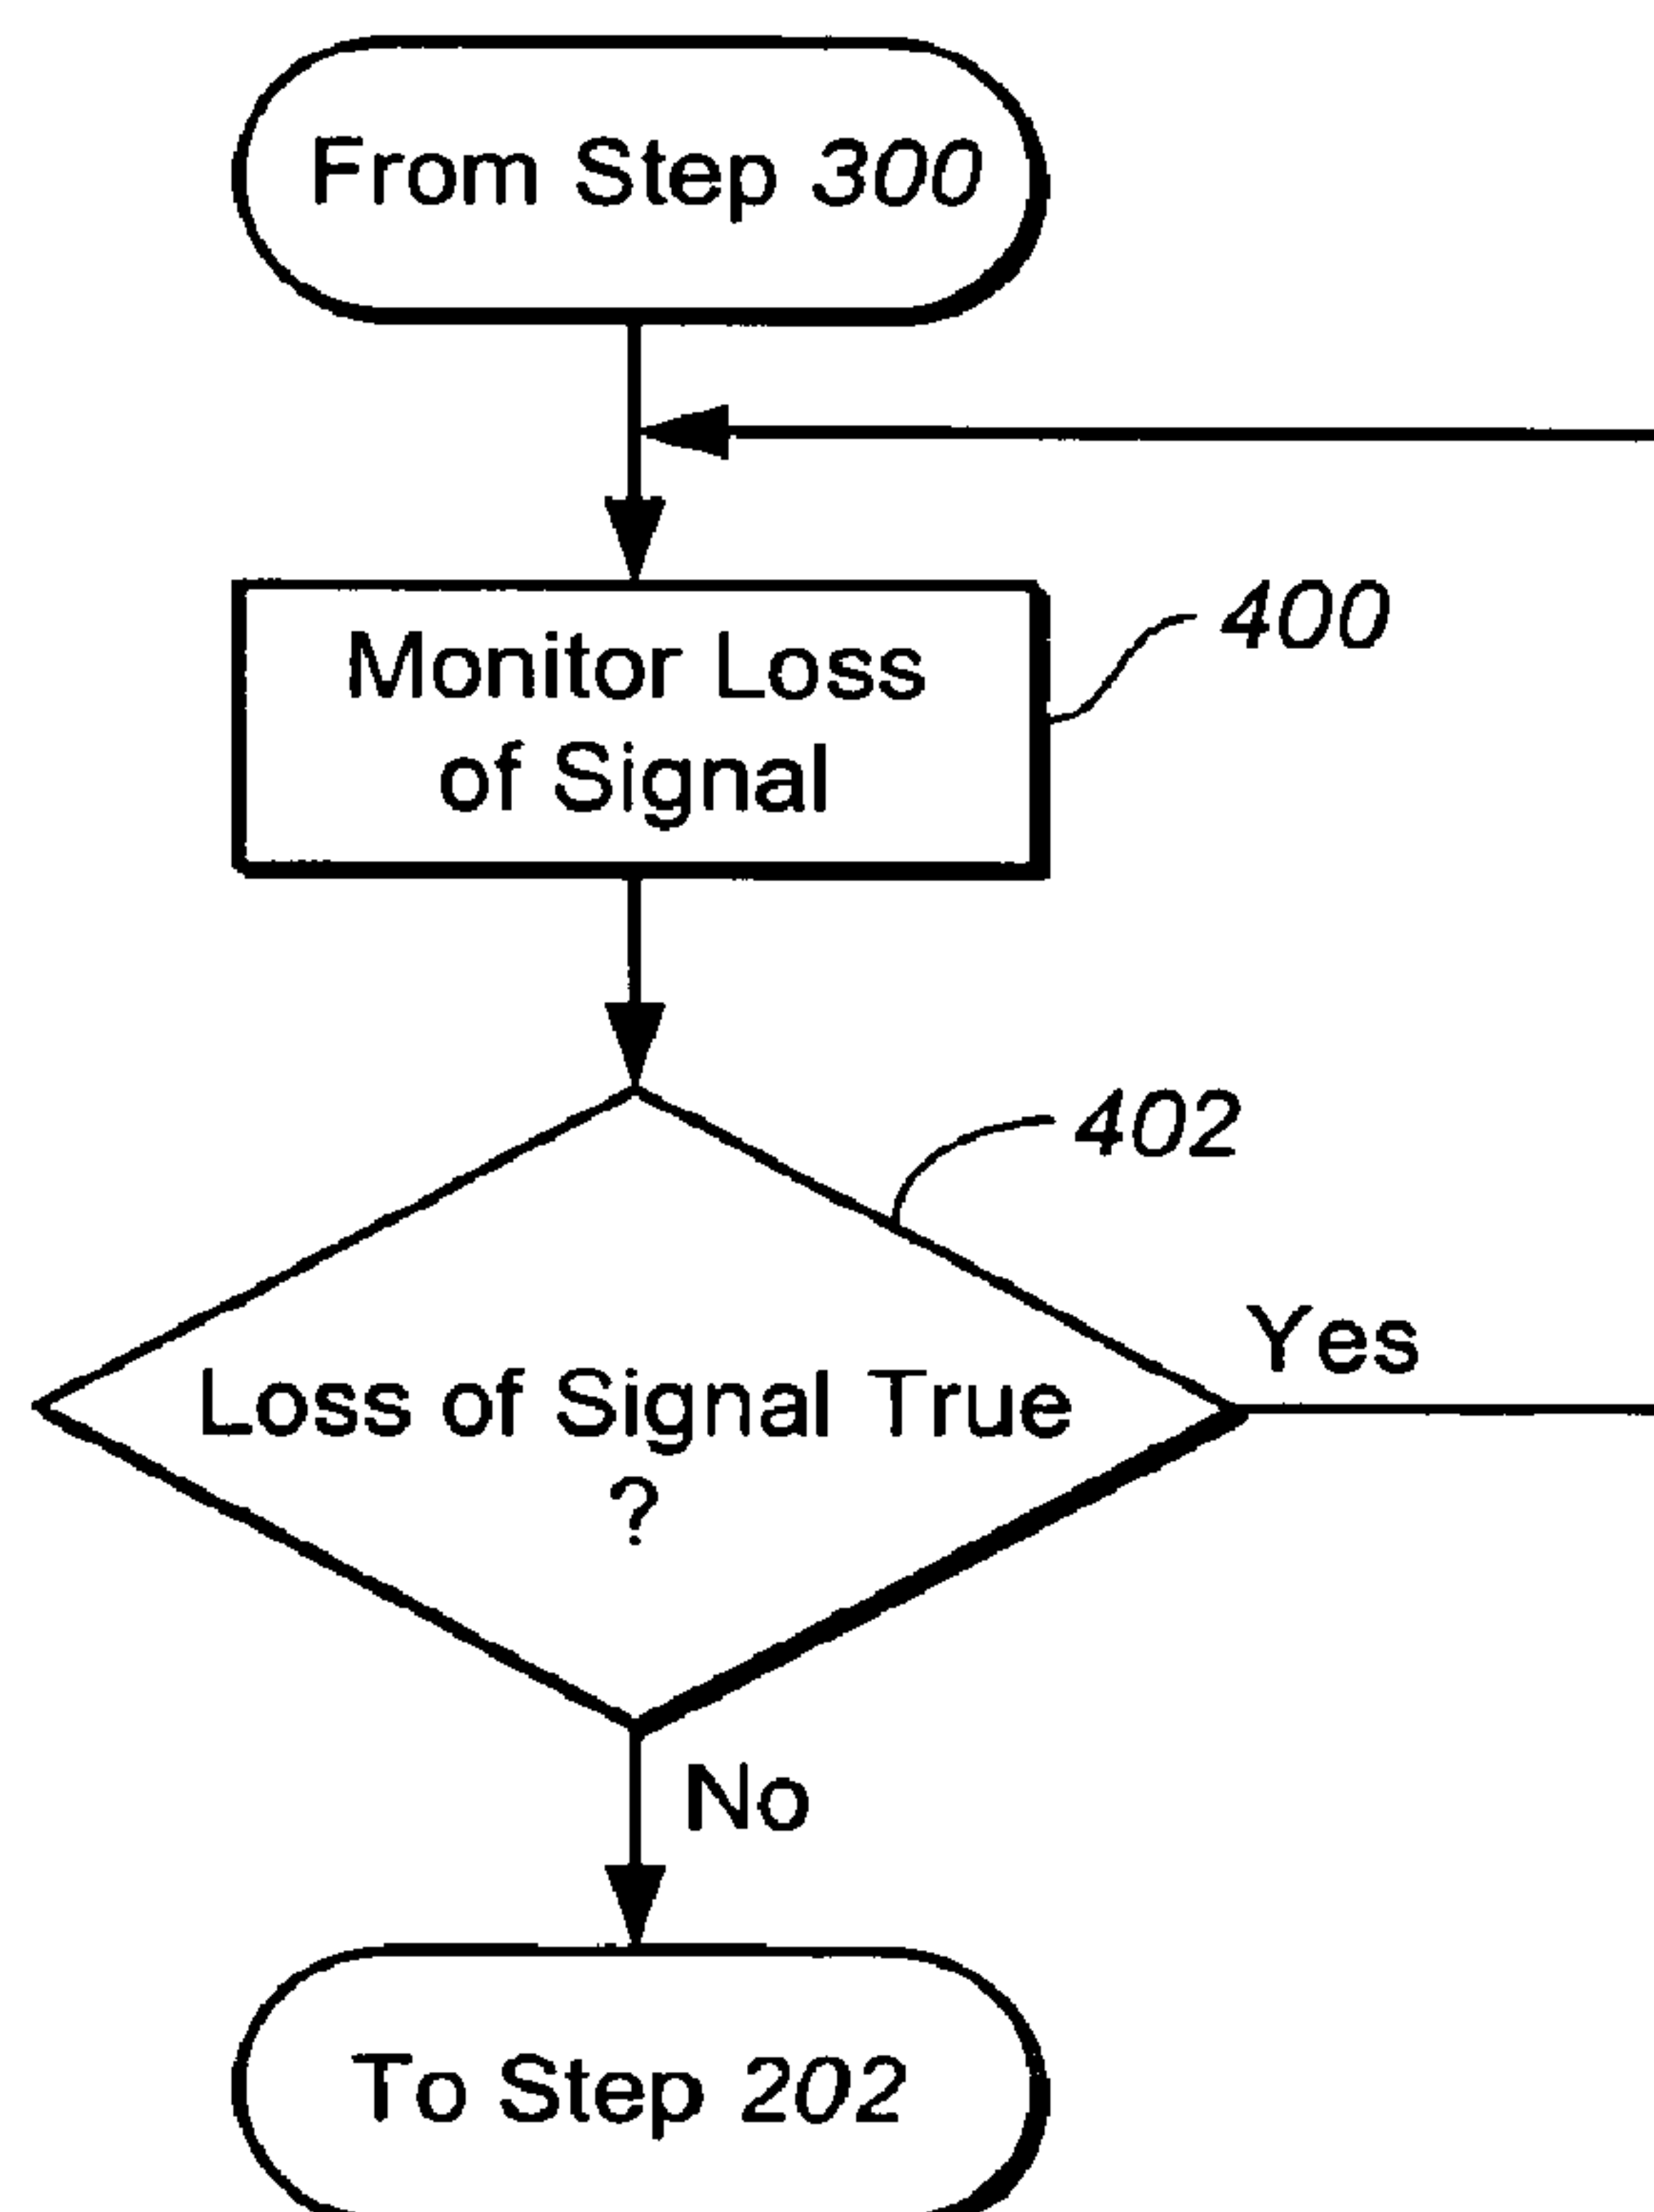 From Step 300
Monitor Loss
of Signal
400
402
Loss of Signal True
?
Yes
No
To Step 202